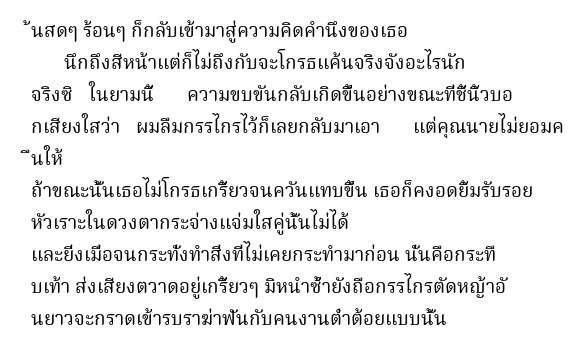 ้นสดๆ ร้อนๆ ก็กลับเข้ามาสู่ความคิดคำนึงของเธอ
นึกถึงสีหน้าแต่ก็ไม่ถึงกับจะโกรธแค้นจริงจังอะไรนัก
จริงซิ ในยามนี้ ความขบขันกลับเกิดขึ้นอย่างขณะที่ชี้นิ้วบอ
กเสียงใสว่า ผมลืมกรรไกรไว้ก็เลยกลับมาเอา แต่คุณนายไม่ยอมค
ืนให้
ถ้าขณะนั้นเธอไม่โกรธเกรี้ยวจนควันแทบขึ้น เธอก็คงอดยิ้มรับรอย
หัวเราะในดวงตากระจ่างแจ่มใสคู่นั้นไม่ได้
และยิ่งเมื่อจนกระทั่งทำสิ่งที่ไม่เคยกระทำมาก่อน นั่นคือกระทื
บเท้า ส่งเสียงตวาดอยู่เกรี้ยวๆ มิหนำซ้ำยังถือกรรไกรตัดหญ้าอั
นยาวจะกราดเข้ารบราฆ่าฟันกับคนงานต่ำต้อยแบบนั้น